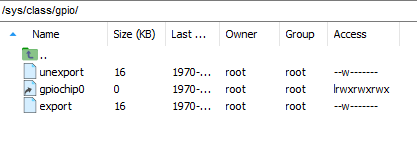 /sys/class/gpio/
Name Size (KB) Last ... Owner Group Access
..
unexport 16 1970-... root root --w-------
gpiochip0 0 1970-... root root lrwxrwxrwx
export 16 1970-... root root --w-------